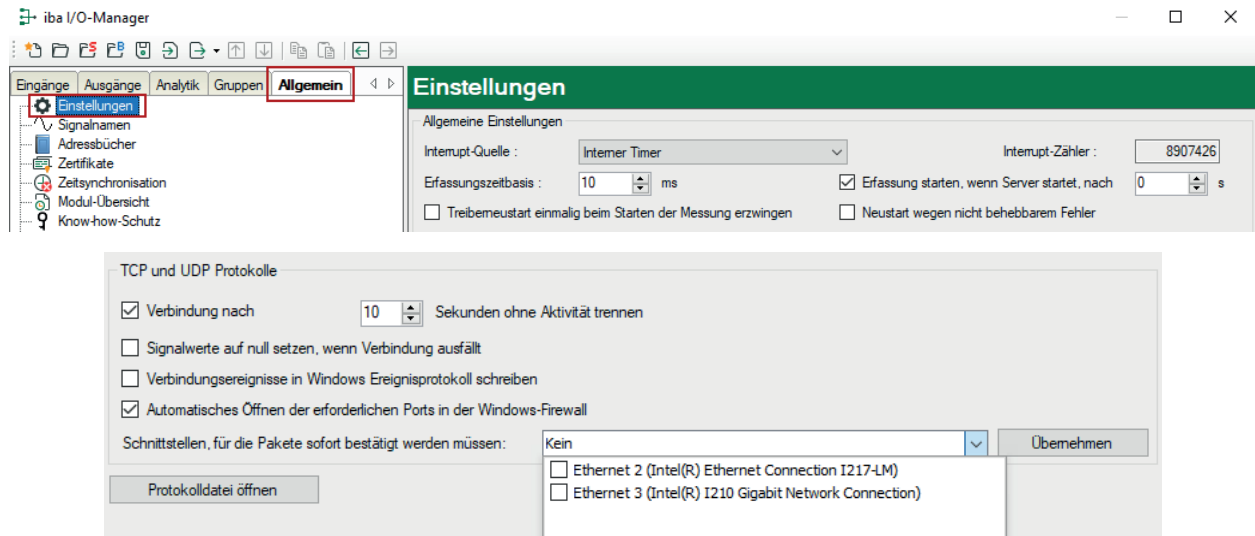 iba I/O-Manager
Eingänge Ausgänge Analytik Gruppen Allgemein
Einstellungen
Signalnamen
Adressbücher
Zertifikate
Zeitsynchronisation
Modul-Übersicht
Know-how-Schutz
Einstellungen
Allgemeine Einstellungen
Interrupt-Quelle : Interner Timer Interrupt-Zähler : 8907426
Erfassungszeitbasis : 10 ms Erfassung starten, wenn Server startet, nach 0 s
Treiberneustart einmalig beim Starten der Messung erzwingen Neustart wegen nicht behebbarem Fehler
TCP und UDP Protokolle
Verbindung nach 10 Sekunden ohne Aktivität trennen
Signalwerte auf null setzen, wenn Verbindung ausfällt
Verbindungsereignisse in Windows Ereignisprotokoll schreiben
Automatisches Öffnen der erforderlichen Ports in der Windows-Firewall
Schnittstellen, für die Pakete sofort bestätigt werden müssen: Kein Übernehmen
Ethernet 2 (Intel(R) Ethernet Connection I217-LM)
Ethernet 3 (Intel(R) I210 Gigabit Network Connection)
Protokolldatei öffnen